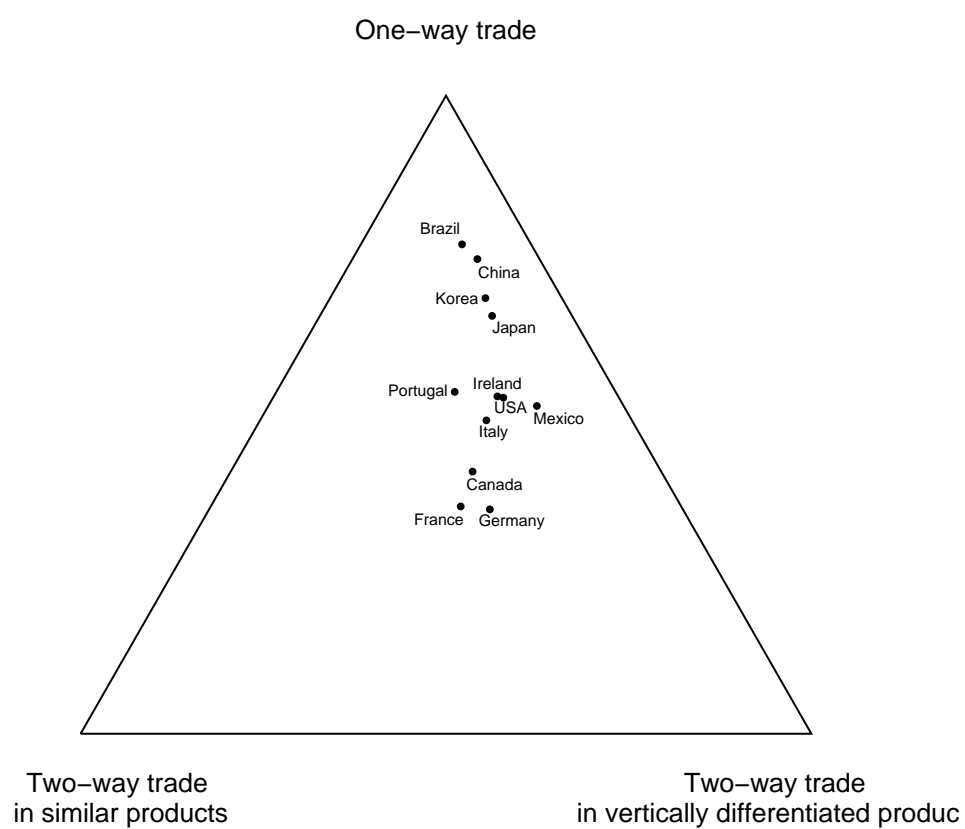 One−way trade
Brazil
China
Korea
Japan
Ireland
Portugal
USA
Mexico
Italy
Canada
France
Germany
Two−way trade
in similar products
Two−way trade
in vertically differentiated produc